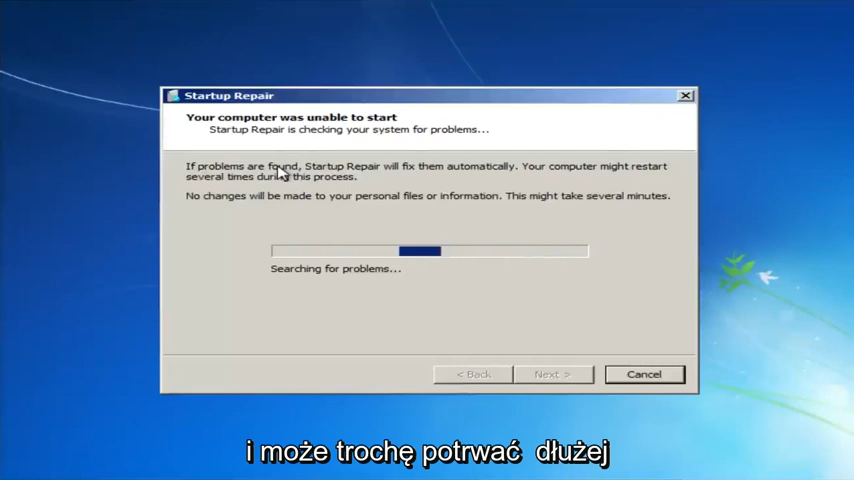 Startup Repair
Your computer was unable to start
Startup Repair is checking your system for problems...
If problems are found, Startup Repair will fix them automatically. Your computer might restart
several times during this process.
No changes will be made to your personal files or information. This might take several minutes.
Searching for problems...
< Back Next > Cancel
i może trochę potrwać dłużej